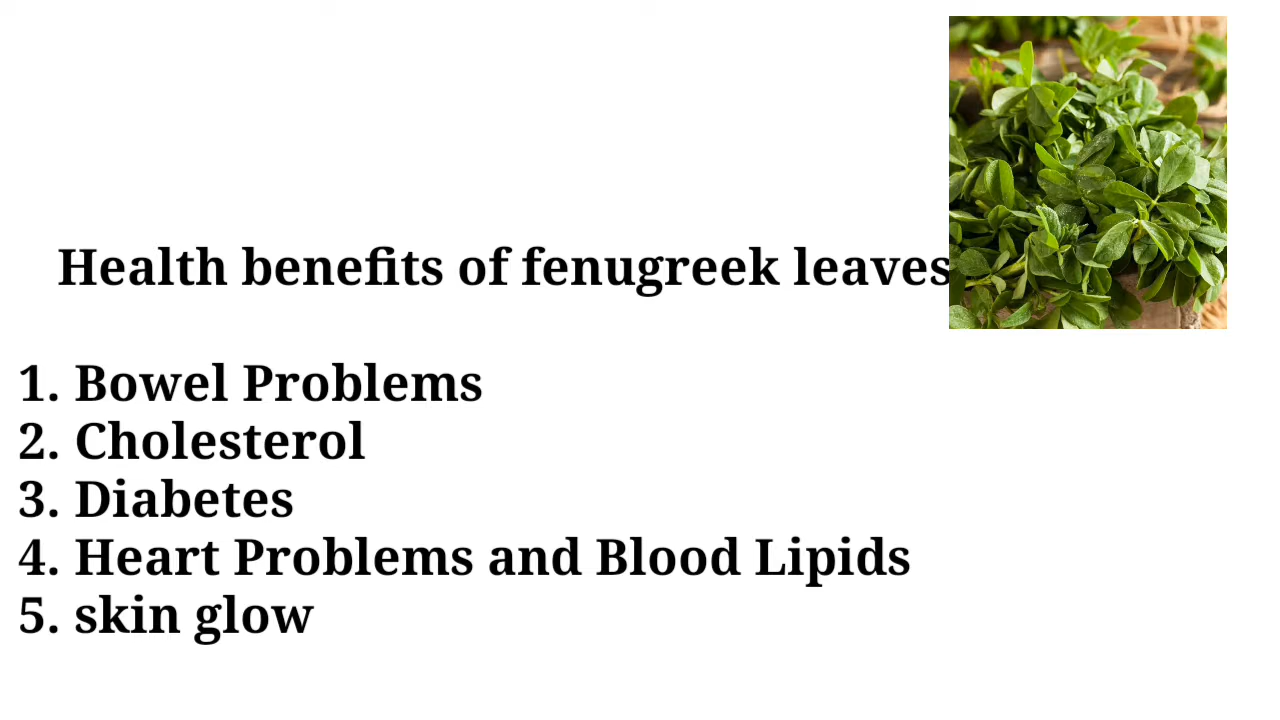 Health benefits of fenugreek leaves
1. Bowel Problems
2. Cholesterol
3. Diabetes
4. Heart Problems and Blood Lipids
5. skin glow